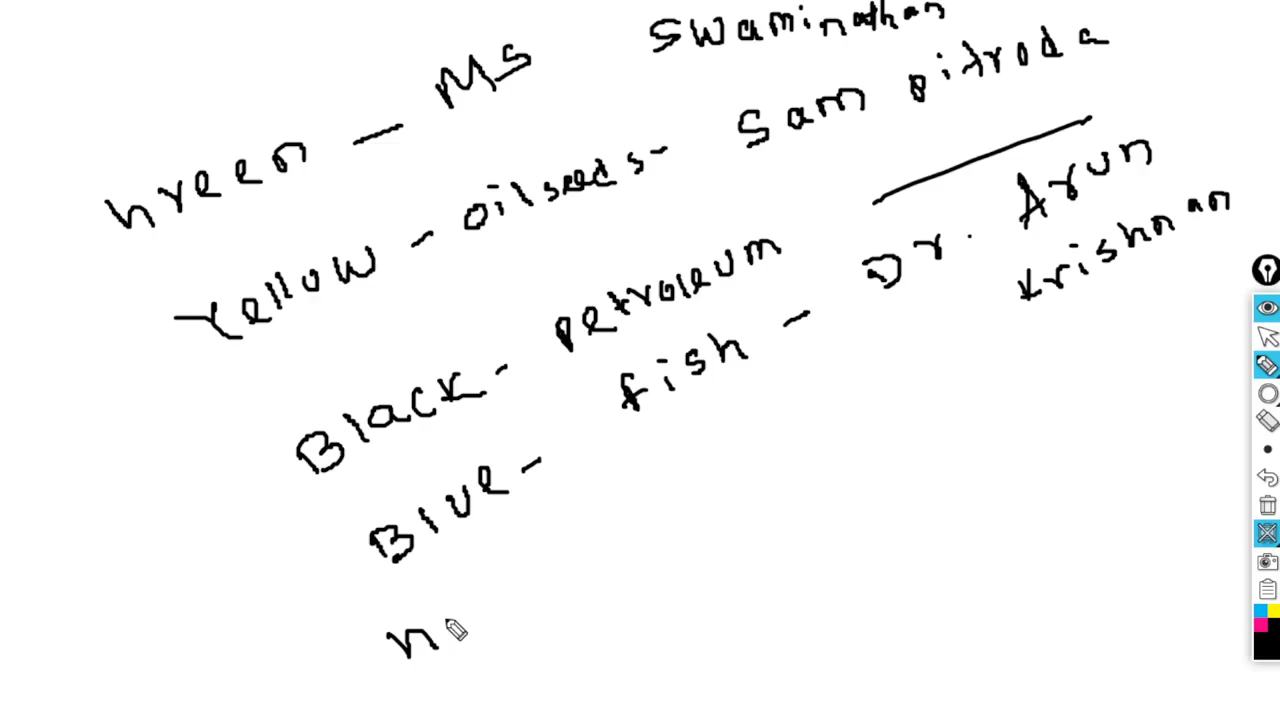 hreen - MS Swaminathan
Yellow - oilseeds - Sam pitroda
Black - petroleum
Blue - fish - Dr. Arun Krishnan
n